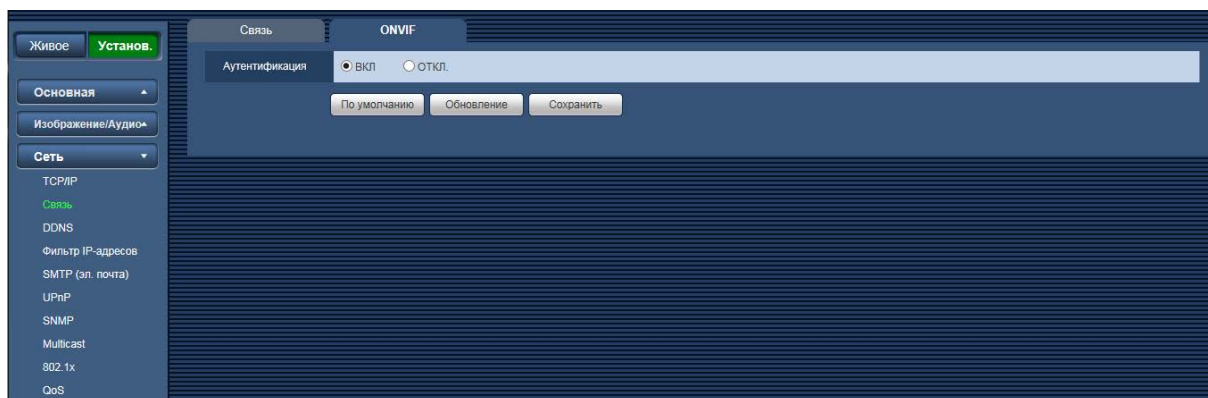 Связь ONVIF
Живое Установ.
Аутентификация ВКЛ ОТКЛ.
Основная
По умолчанию Обновление Сохранить
Изображение/Аудио
Сеть
TCP/IP
Связь
DDNS
Фильтр IP-адресов
SMTP (эл. почта)
UPnP
SNMP
Multicast
802.1x
QoS